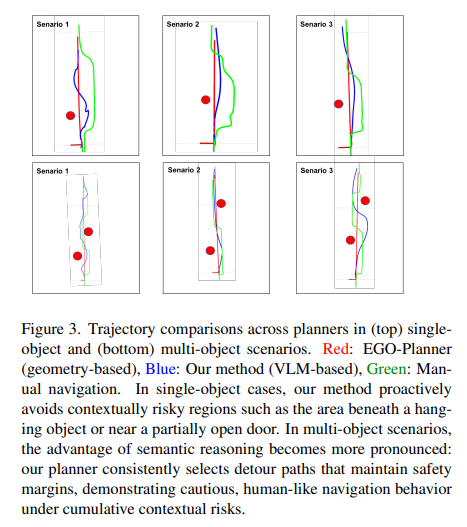 Senario 1
Senario 2
Senario 3
Senario 1
Senario 2
Senario 3
Figure 3. Trajectory comparisons across planners in (top) single-
object and (bottom) multi-object scenarios. Red: EGO-Planner
(geometry-based), Blue: Our method (VLM-based), Green: Man-
ual navigation. In single-object cases, our method proactively
avoids contextually risky regions such as the area beneath a hang-
ing object or near a partially open door. In multi-object scenarios,
the advantage of semantic reasoning becomes more pronounced:
our planner consistently selects detour paths that maintain safety
margins, demonstrating cautious, human-like navigation behavior
under cumulative contextual risks.